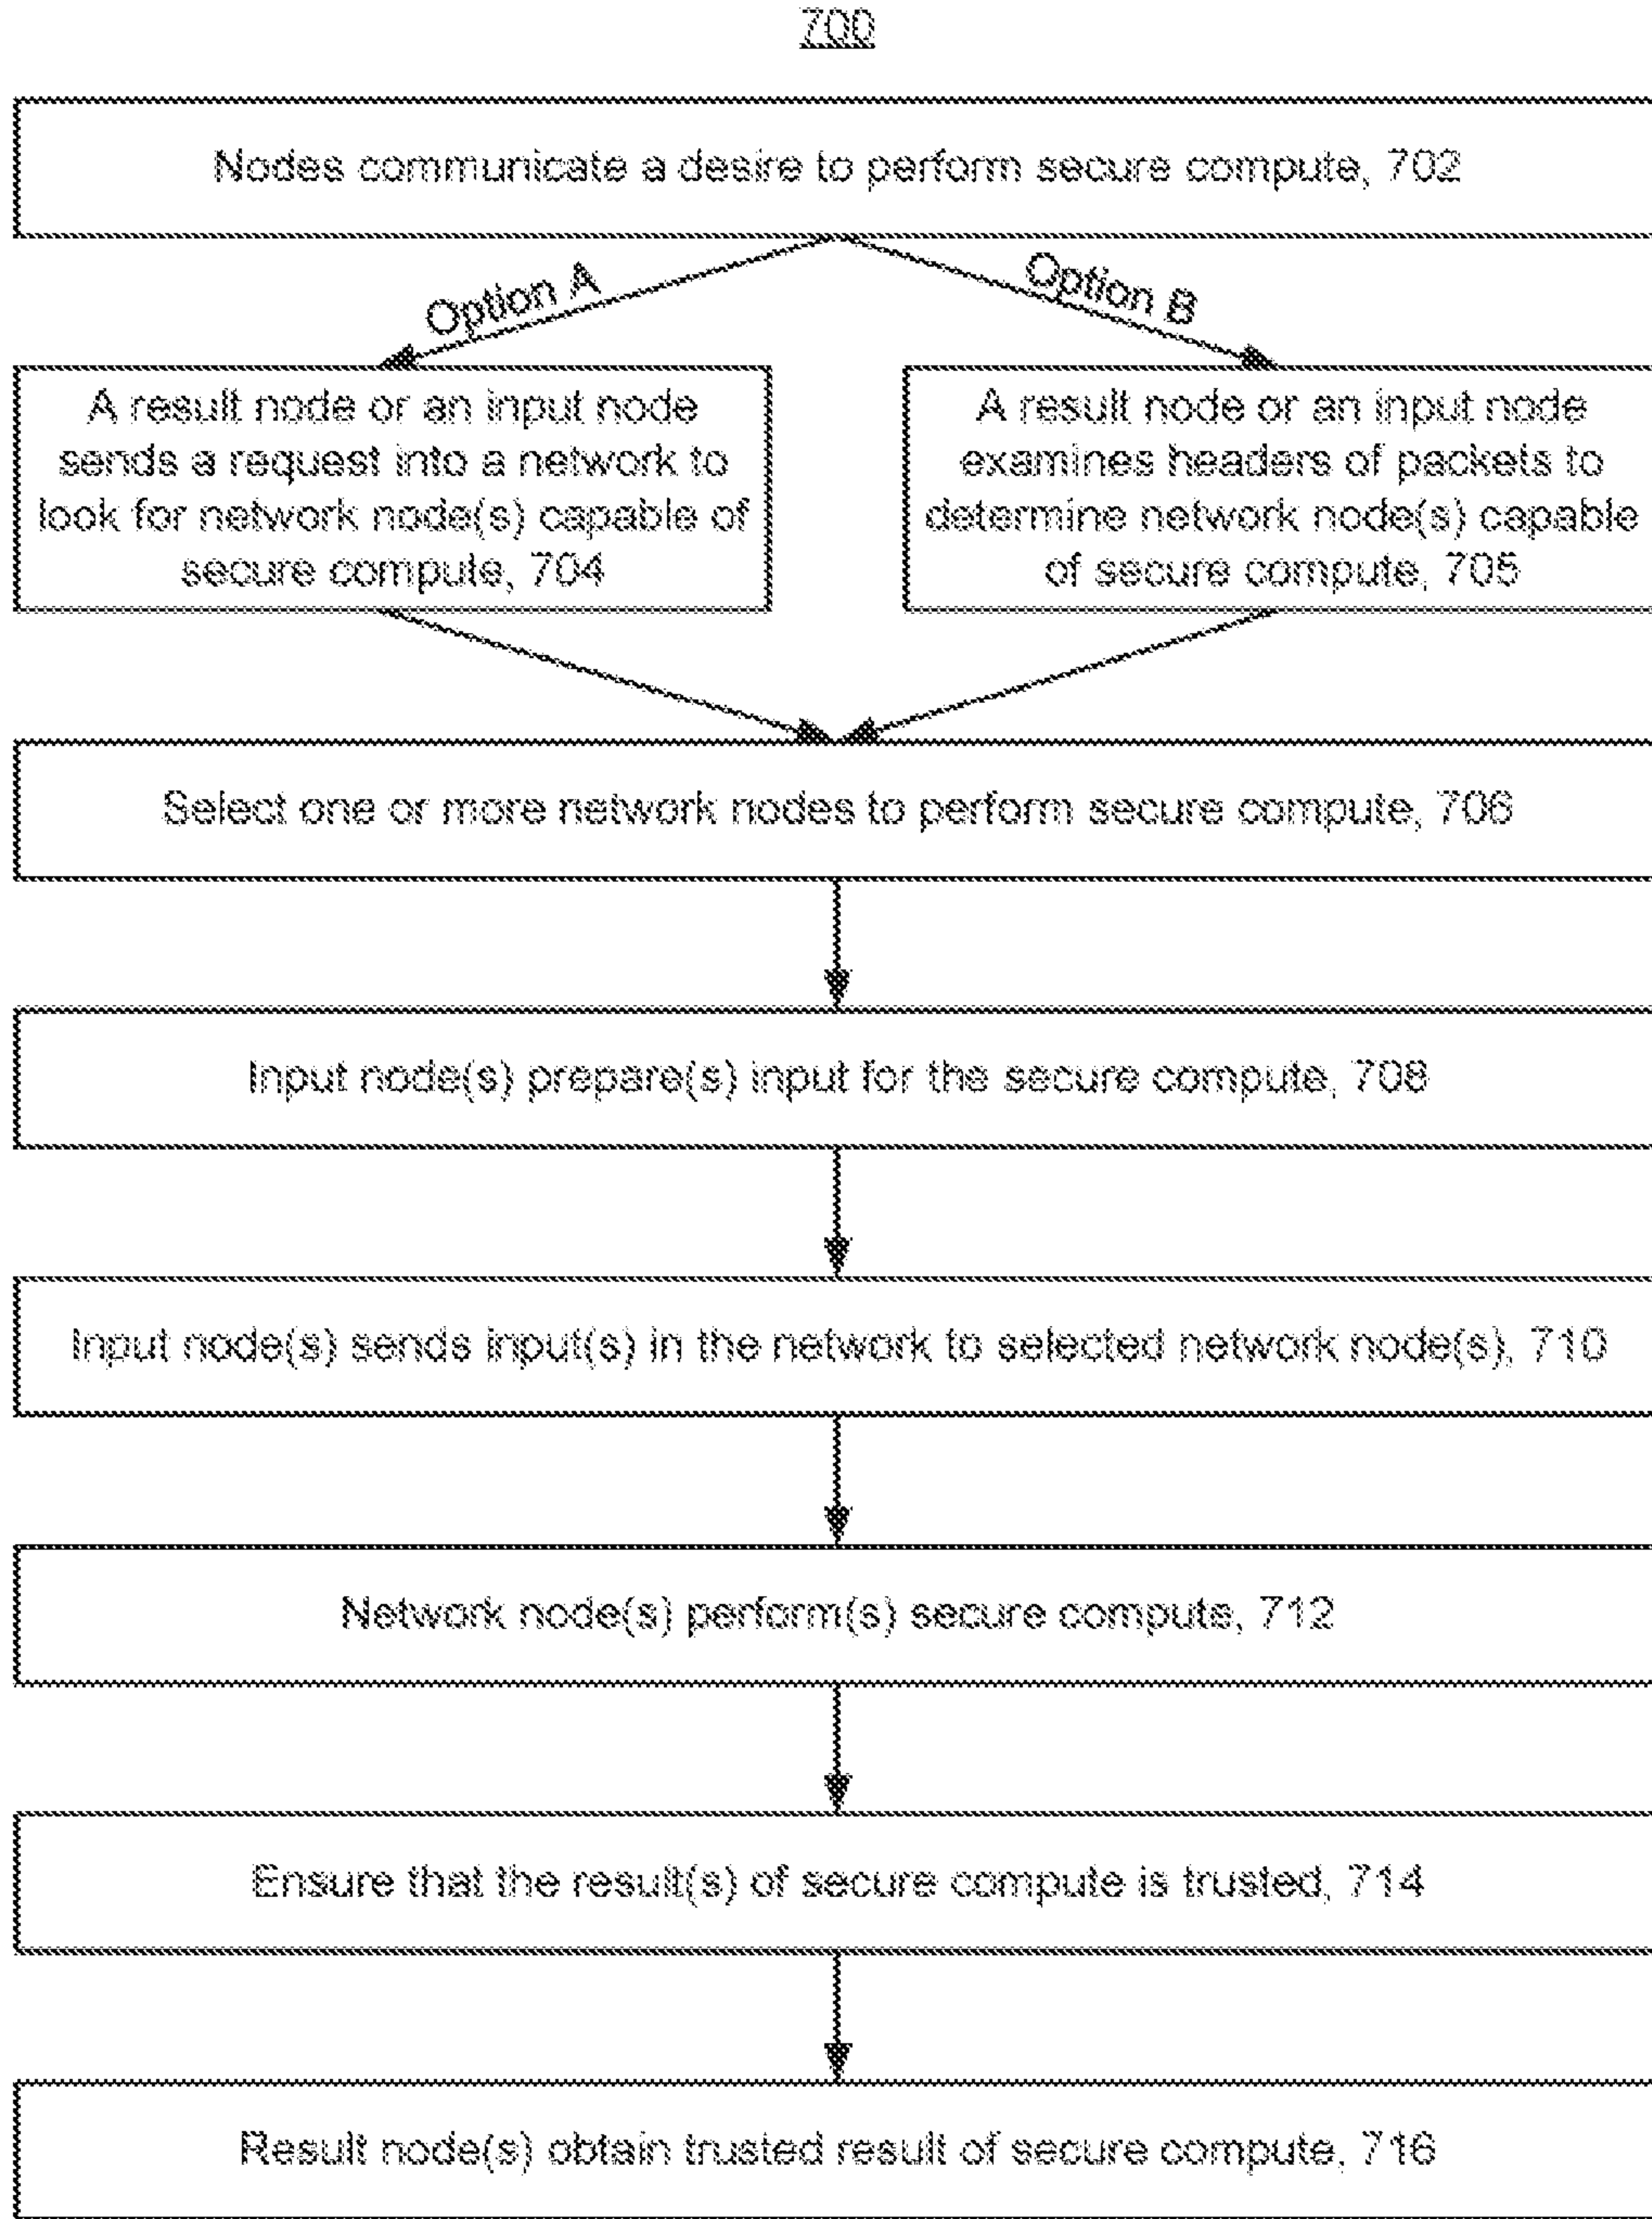 700
Nodes communicate a desire to perform secure compute, 702
Option A
Option B
A result node or an input node
sends a request into a network to
look for network node(s) capable of
secure compute, 704
A result node or an input node
examines headers of packets to
determine network node(s) capable
of secure compute, 705
Select one or more network nodes to perform secure compute, 706
Input node(s) prepare(s) input for the secure compute, 708
Input node(s) sends input(s) in the network to selected network node(s), 710
Network node(s) perform(s) secure compute, 712
Ensure that the result(s) of secure compute is trusted, 714
Result node(s) obtain trusted result of secure compute, 716